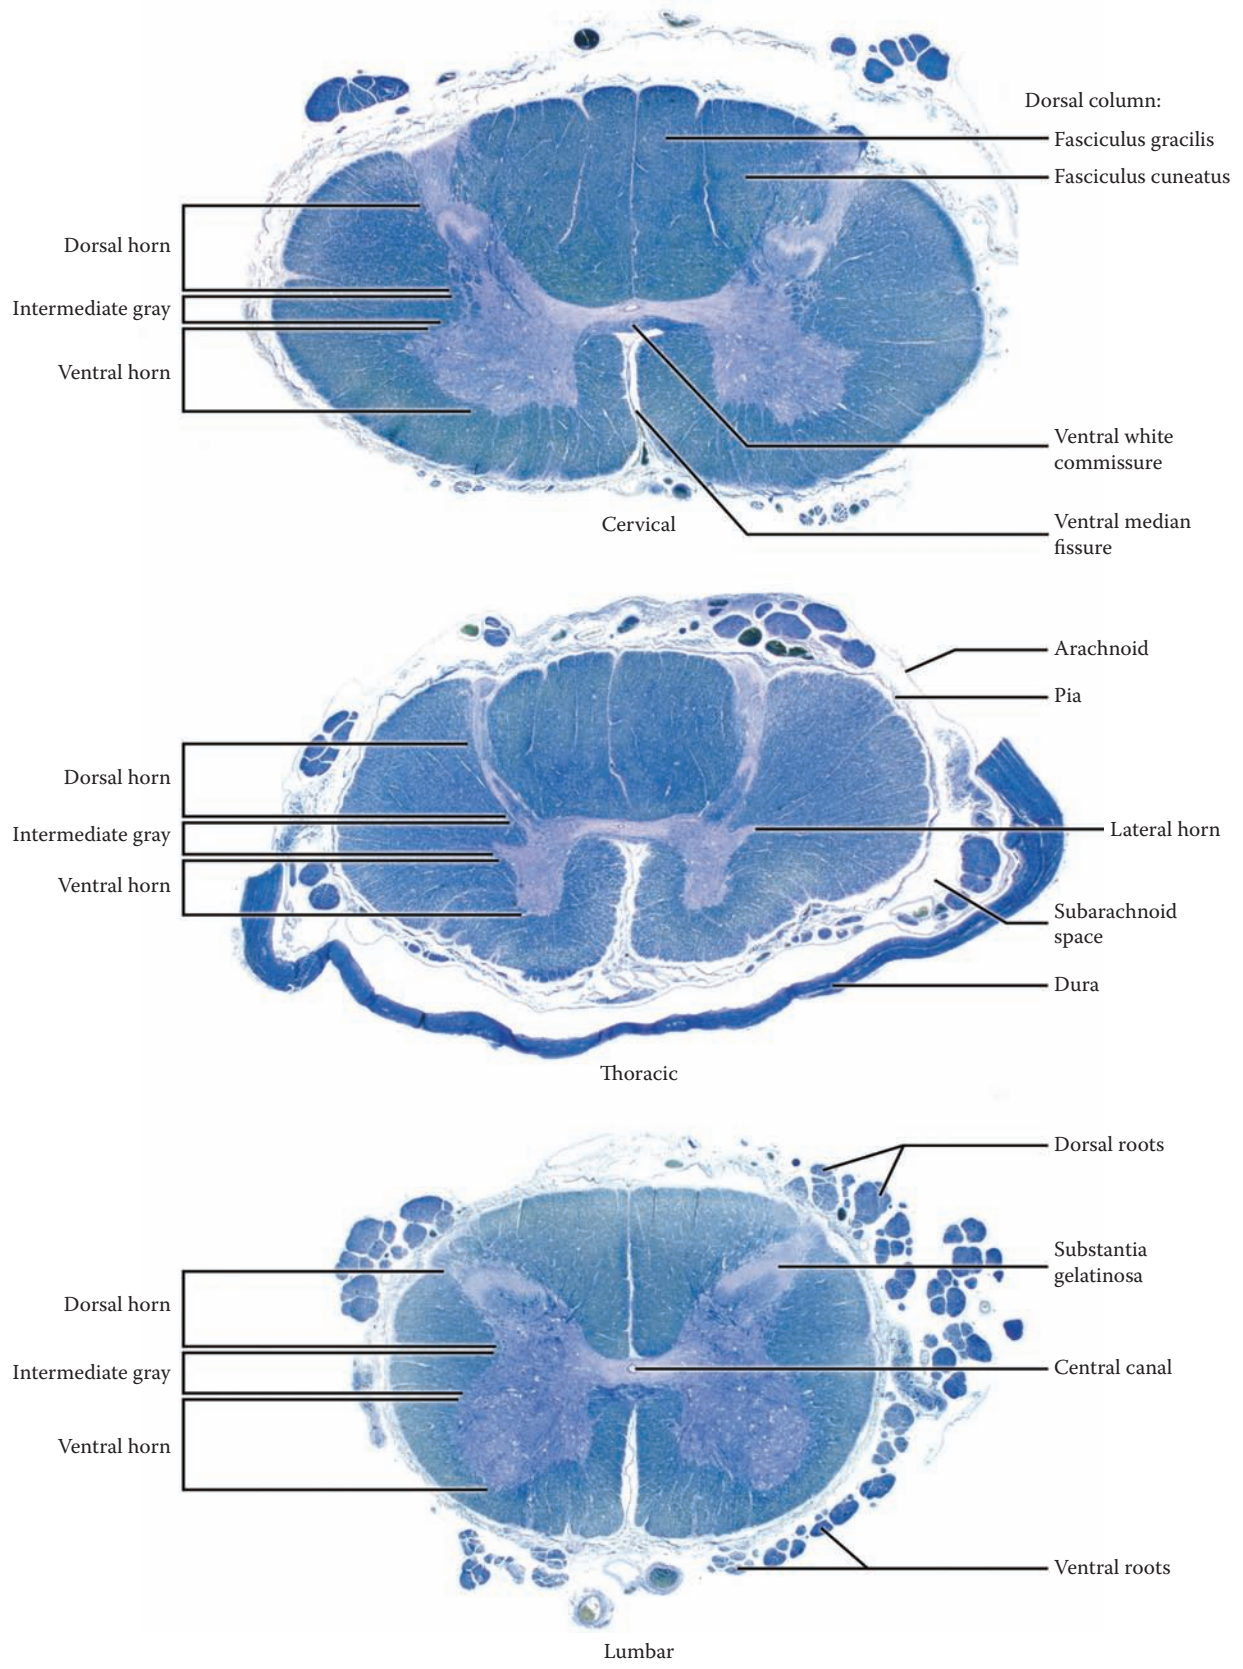 Dorsal column:
Fasciculus gracilis
Fasciculus cuneatus
Dorsal horn
Intermediate gray
Ventral horn
Ventral white
commissure
Ventral median
fissure
Cervical
Arachnoid
Pia
Dorsal horn
Intermediate gray
Ventral horn
Lateral horn
Subarachnoid
space
Dura
Thoracic
Dorsal roots
Substantia
gelatinosa
Dorsal horn
Intermediate gray
Ventral horn
Central canal
Ventral roots
Lumbar